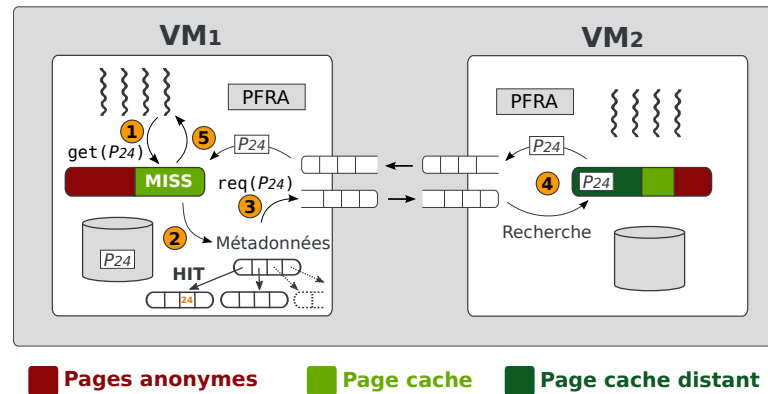 VM1
VM2
PFRA
PFRA
1
5
get(P24)
P24
P24
MISS
req(P24)
4
P24
3
2
Métadonnées
Recherche
P24
HIT
24
Pages anonymes
Page cache
Page cache distant